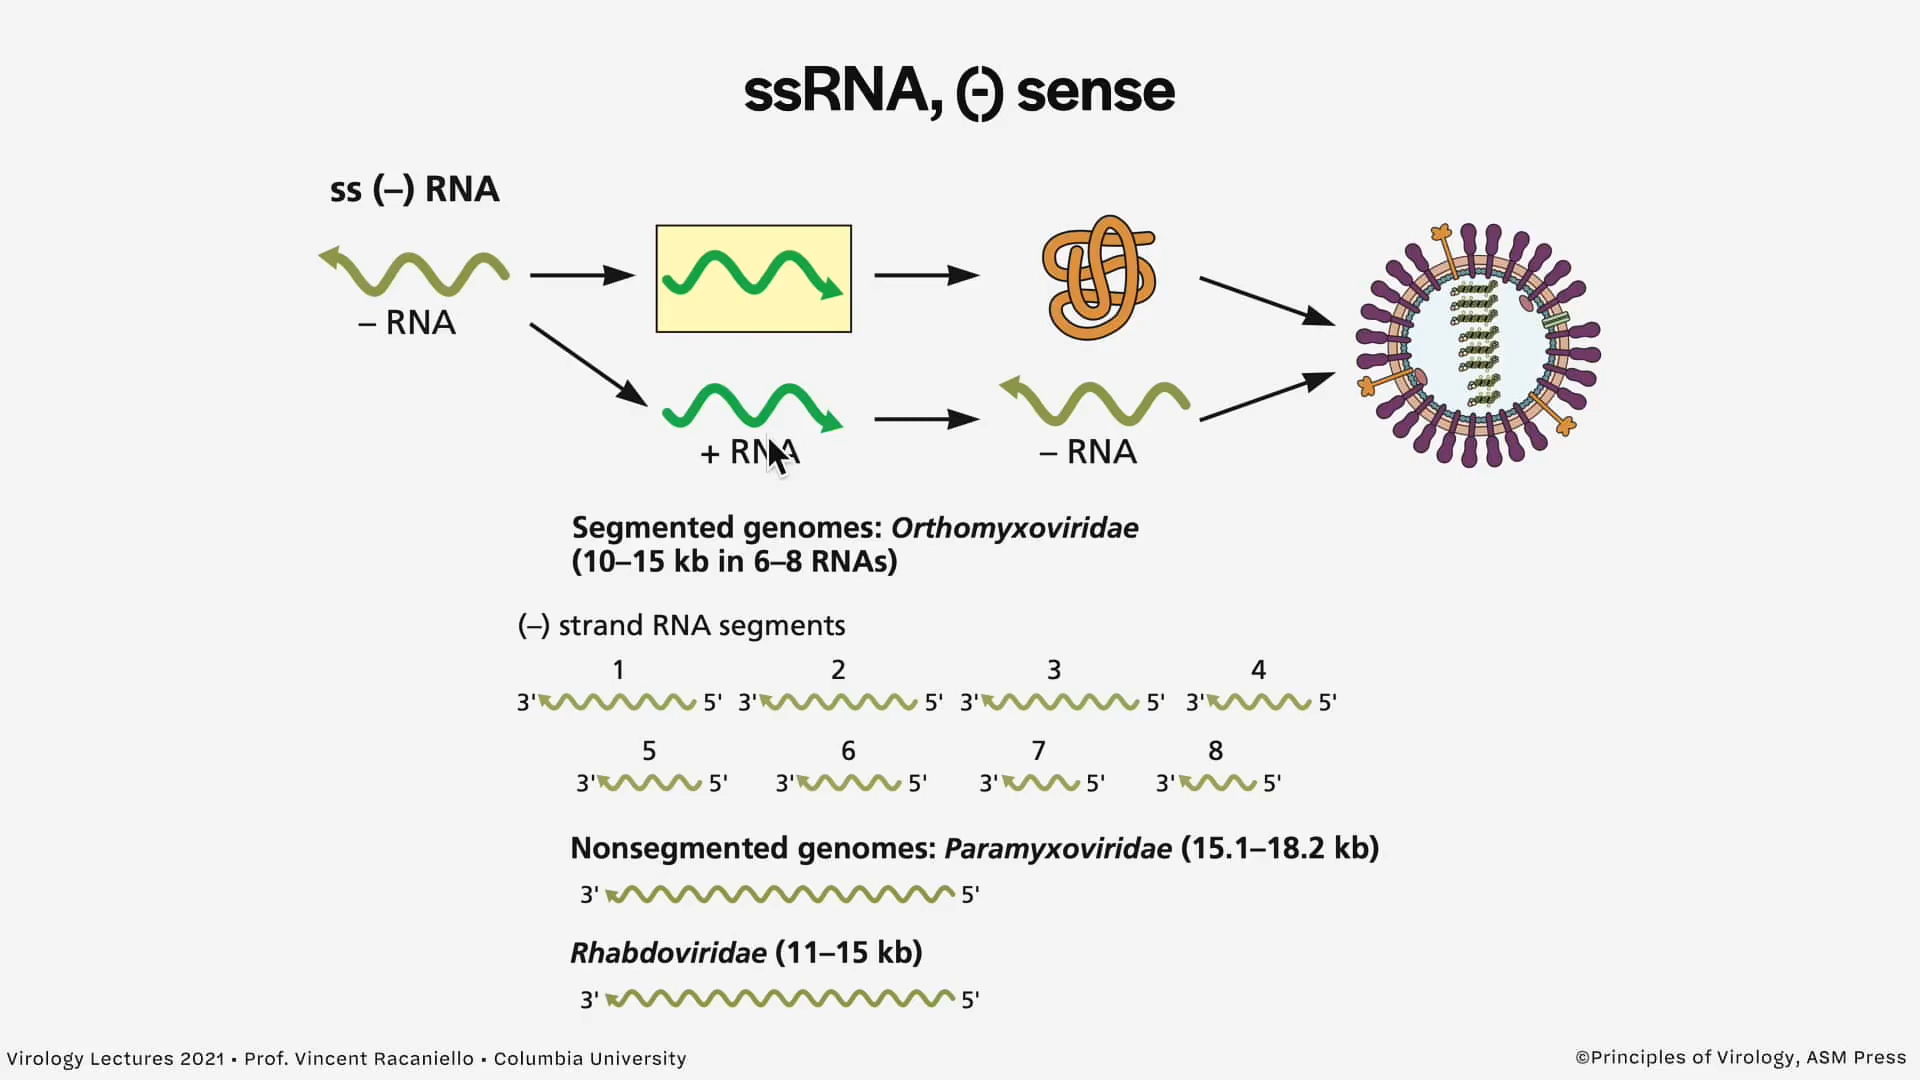 ssRNA, (-) sense
ss (–) RNA
– RNA
+ RNA
– RNA
Segmented genomes: Orthomyxoviridae
(10–15 kb in 6–8 RNAs)
(–) strand RNA segments
1 2 3 4
3' 5' 3' 5' 3' 5' 3' 5'
5 6 7 8
3' 5' 3' 5' 3' 5' 3' 5'
Nonsegmented genomes: Paramyxoviridae (15.1–18.2 kb)
3' 5'
Rhabdoviridae (11–15 kb)
3' 5'
Virology Lectures 2021 • Prof. Vincent Racaniello • Columbia University
©Principles of Virology, ASM Press